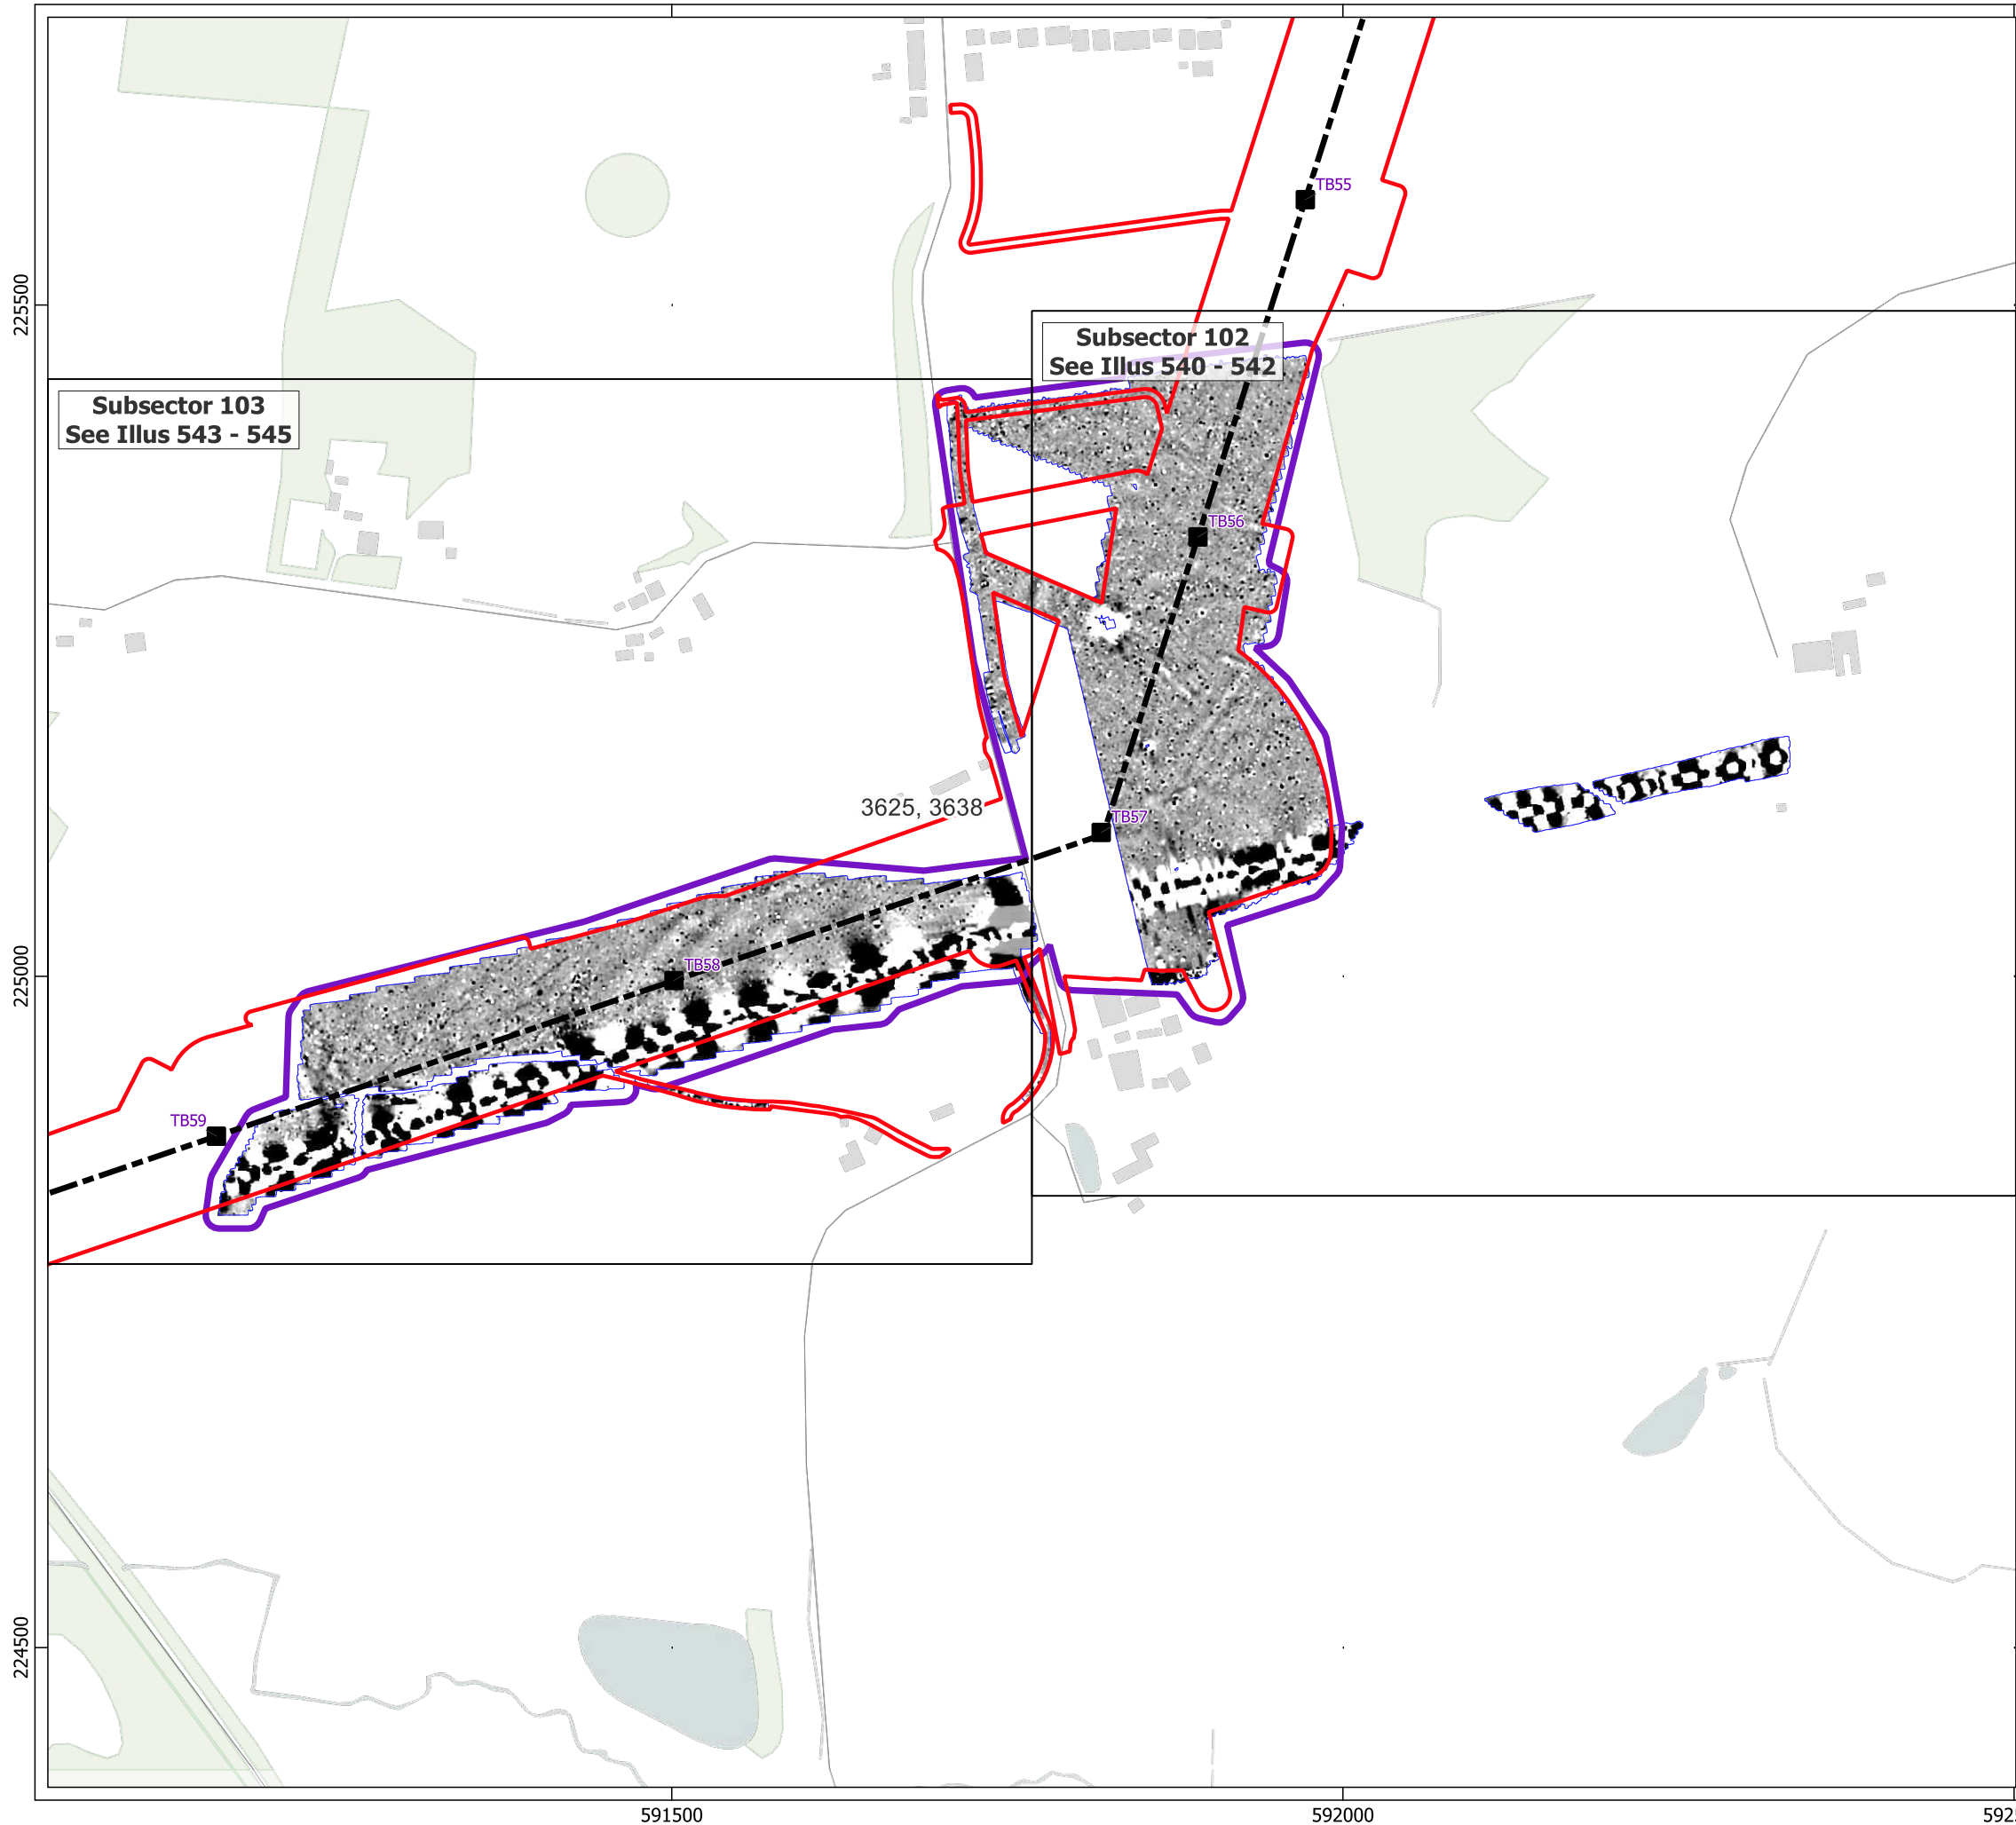 TB55
225500
Subsector 102
See Illus 540 - 542
Subsector 103
See Illus 543 - 545
TB56
3625, 3638
TB57
TB58
225000
TB59
224500
591500
592000
592